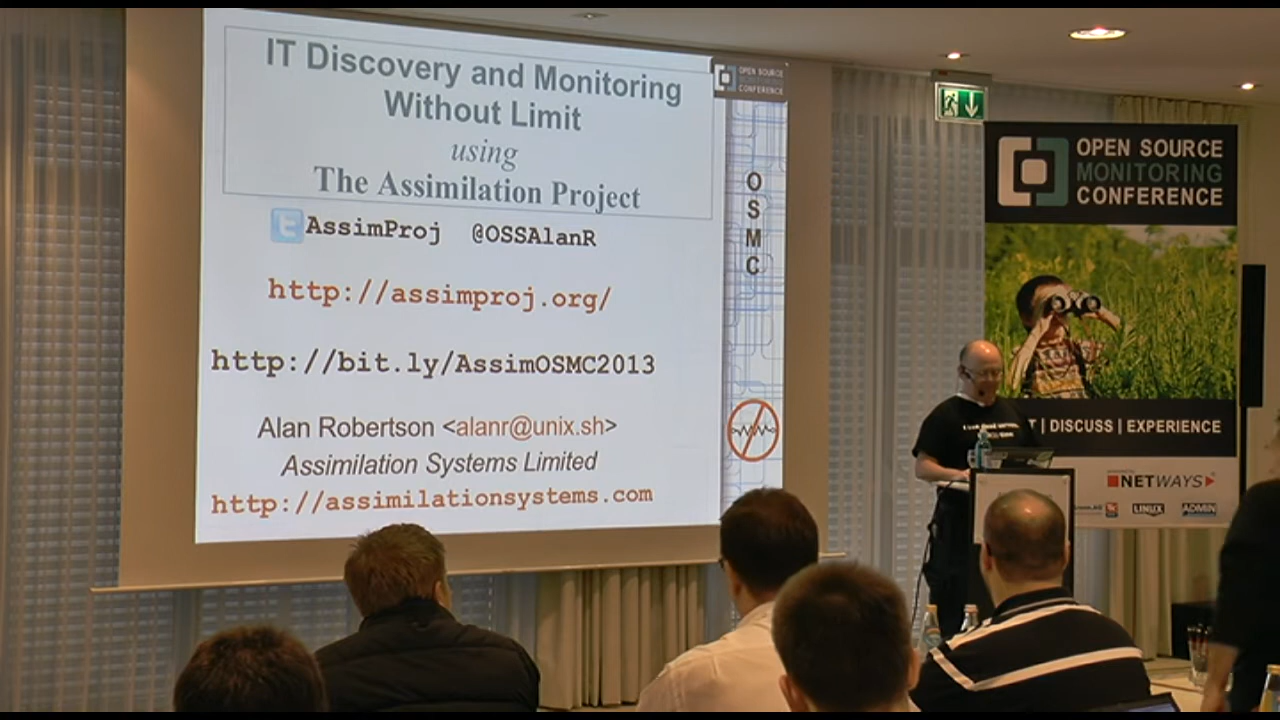 IT Discovery and Monitoring
Without Limit
using
The Assimilation Project
AssimProj @OSSAlanR
http://assimproj.org/
http://bit.ly/AssimOSMC2013
Alan Robertson <alanr@unix.sh>
Assimilation Systems Limited
http://assimilationsystems.com
OPEN SOURCE
MONITORING
CONFERENCE
O
S
M
C
OPEN SOURCE
MONITORING
CONFERENCE
T | DISCUSS | EXPERIENCE
NETWAYS
LINUX
ADMIN